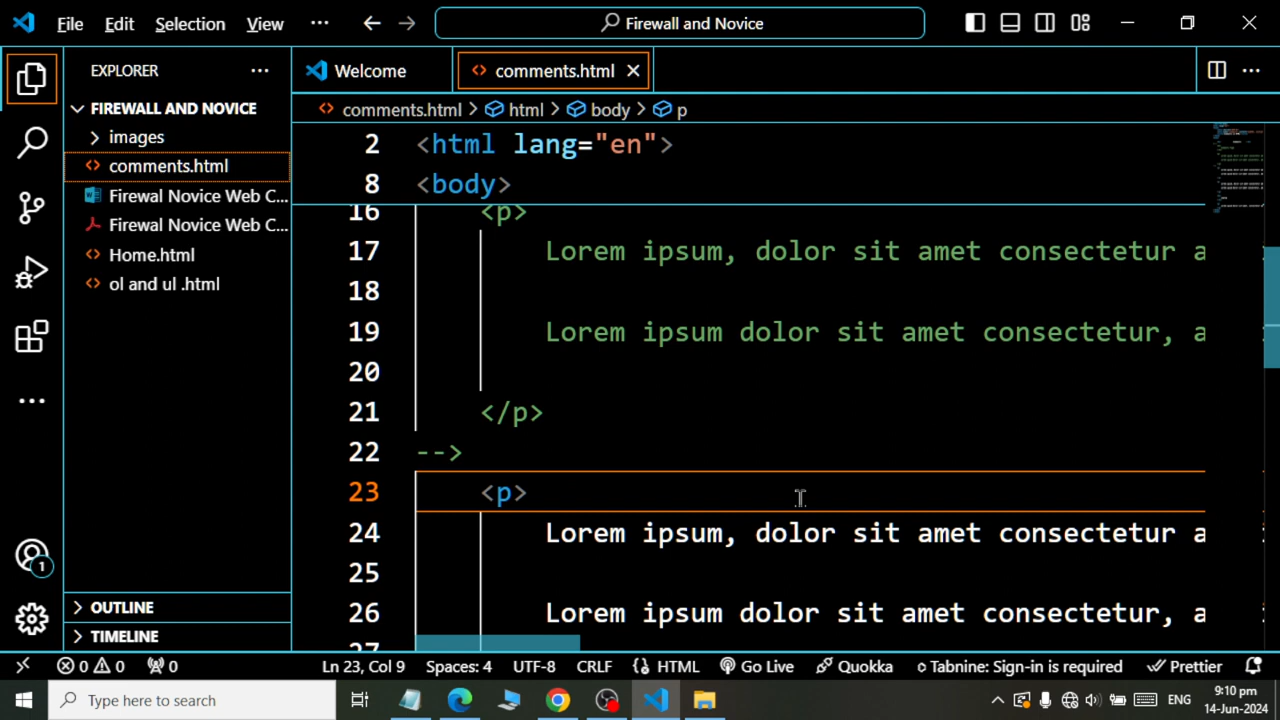 File Edit Selection View ··· Firewall and Novice
EXPLORER ···
Welcome comments.html
FIREWALL AND NOVICE
images
comments.html
Firewal Novice Web C...
Firewal Novice Web C...
Home.html
ol and ul .html
OUTLINE
TIMELINE
comments.html > html > body > p
2 <html lang="en">
8 <body>
16 <p>
17 Lorem ipsum, dolor sit amet consectetur a
18
19 Lorem ipsum dolor sit amet consectetur, a
20
21 </p>
22 -->
23 <p>
24 Lorem ipsum, dolor sit amet consectetur a
25
26 Lorem ipsum dolor sit amet consectetur, a
27
1
0 0 0 Ln 23, Col 9 Spaces: 4 UTF-8 CRLF HTML Go Live Quokka Tabnine: Sign-in is required Prettier
Type here to search ENG 9:10 pm
14-Jun-2024